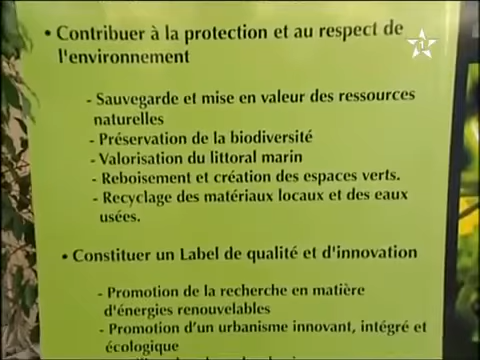 • Contribuer à la protection et au respect de
l'environnement
- Sauvegarde et mise en valeur des ressources
naturelles
- Préservation de la biodiversité
- Valorisation du littoral marin
- Reboisement et création des espaces verts.
- Recyclage des matériaux locaux et des eaux
usées.
• Constituer un Label de qualité et d'innovation
- Promotion de la recherche en matière
d'énergies renouvelables
- Promotion d'un urbanisme innovant, intégré et
écologique